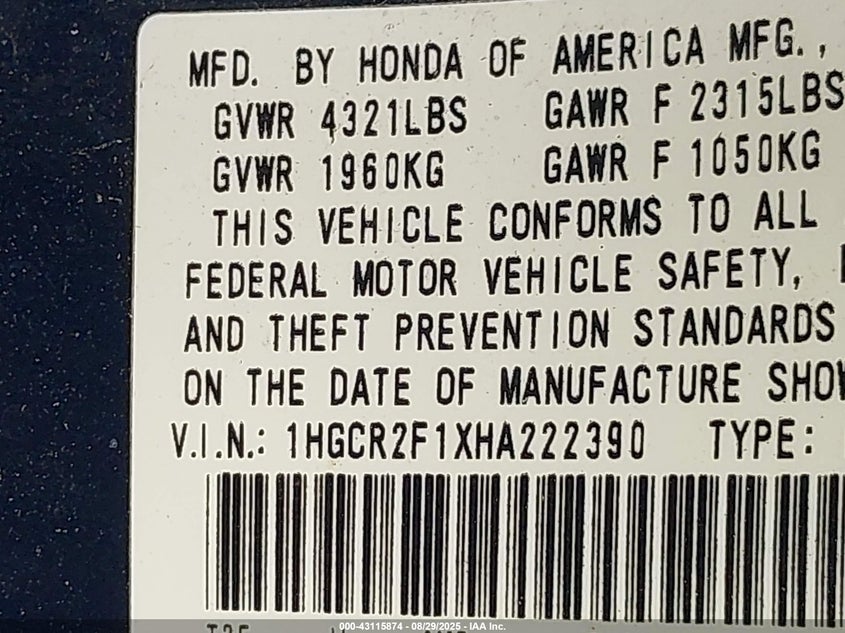 MFD. BY HONDA OF AMERICA MFG.,
GVWR 4321LBS GAWR F 2315LBS
GVWR 1960KG GAWR F 1050KG
THIS VEHICLE CONFORMS TO ALL
FEDERAL MOTOR VEHICLE SAFETY,
AND THEFT PREVENTION STANDARDS
ON THE DATE OF MANUFACTURE SHOW
V.I.N.: 1HGCR2F1XHA222390 TYPE:
000-43115874 - 08/29/2025 - IAA Inc.